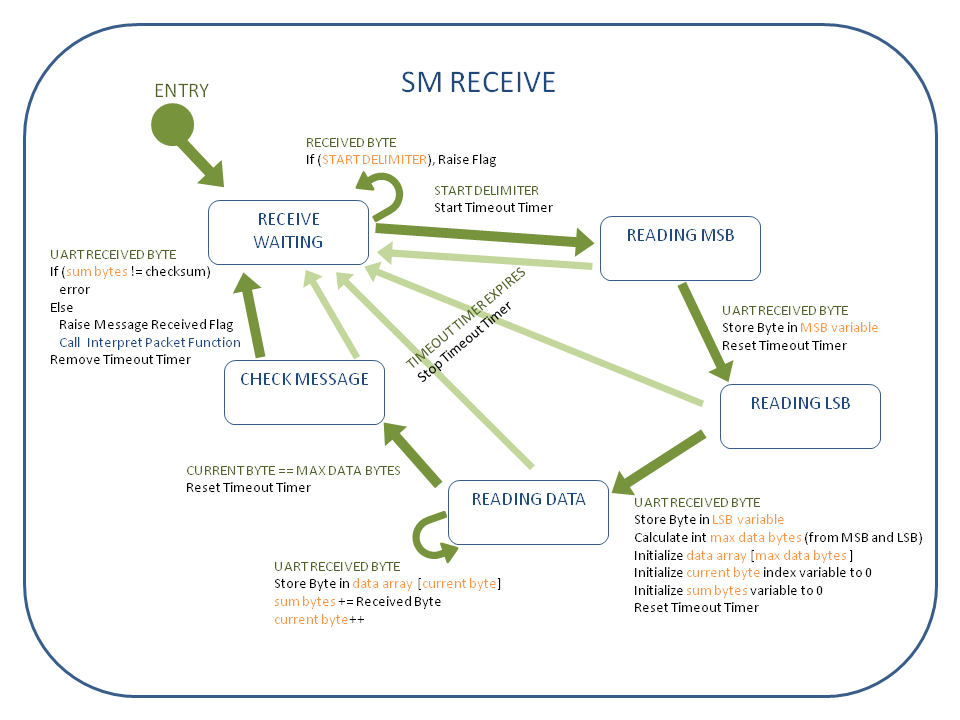 SM RECEIVE
ENTRY
RECEIVED BYTE
If (START DELIMITER), Raise Flag
START DELIMITER
Start Timeout Timer
RECEIVE
WAITING
READING MSB
UART RECEIVED BYTE
If (sum bytes != checksum)
error
Else
Raise Message Received Flag
Call Interpret Packet Function
Remove Timeout Timer
TIMEOUT TIMER EXPIRES
Stop Timeout Timer
UART RECEIVED BYTE
Store Byte in MSB variable
Reset Timeout Timer
CHECK MESSAGE
READING LSB
CURRENT BYTE == MAX DATA BYTES
Reset Timeout Timer
READING DATA
UART RECEIVED BYTE
Store Byte in LSB variable
Calculate int max data bytes (from MSB and LSB)
Initialize data array [max data bytes ]
Initialize current byte index variable to 0
Initialize sum bytes variable to 0
Reset Timeout Timer
UART RECEIVED BYTE
Store Byte in data array [current byte]
sum bytes += Received Byte
current byte++